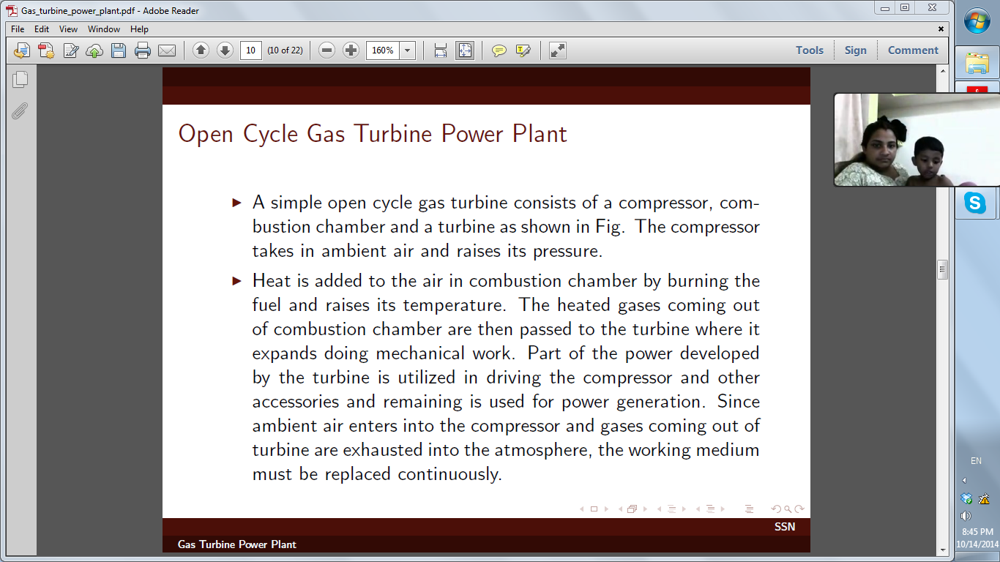 Gas_turbine_power_plant.pdf - Adobe Reader
File Edit View Window Help
10 (10 of 22) 160% Tools Sign Comment
Open Cycle Gas Turbine Power Plant
A simple open cycle gas turbine consists of a compressor, com-
bustion chamber and a turbine as shown in Fig. The compressor
takes in ambient air and raises its pressure.
Heat is added to the air in combustion chamber by burning the
fuel and raises its temperature. The heated gases coming out
of combustion chamber are then passed to the turbine where it
expands doing mechanical work. Part of the power developed
by the turbine is utilized in driving the compressor and other
accessories and remaining is used for power generation. Since
ambient air enters into the compressor and gases coming out of
turbine are exhausted into the atmosphere, the working medium
must be replaced continuously.
SSN
Gas Turbine Power Plant
EN
8:45 PM
10/14/2014